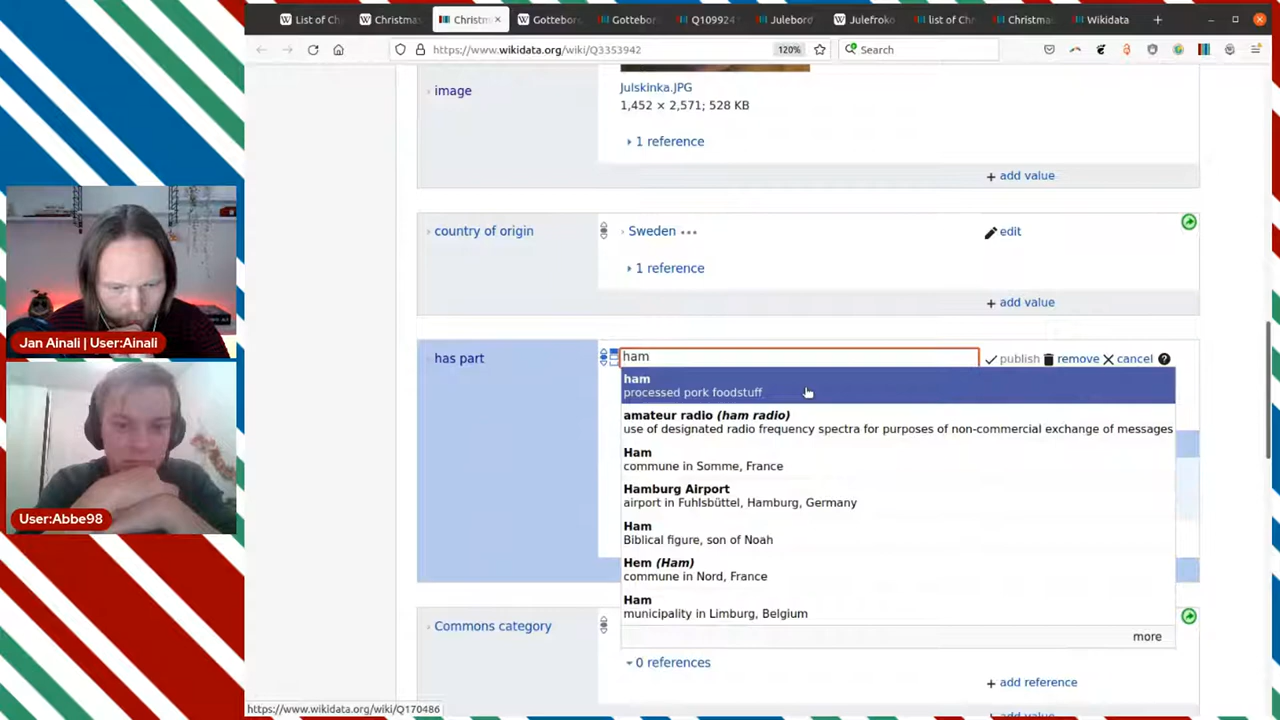 List of Ch
Christmas
Christm
Gottebor
Gottebor
Q109924
Julebord
Julefroko
list of Chr
Christma
Wikidata
https://www.wikidata.org/wiki/Q3353942
120%
Search
image
Julskinka.JPG
1,452 × 2,571; 528 KB
1 reference
+ add value
country of origin
Sweden
edit
1 reference
+ add value
has part
ham
publish remove cancel
ham
processed pork foodstuff
amateur radio (ham radio)
use of designated radio frequency spectra for purposes of non-commercial exchange of messages
Ham
commune in Somme, France
Hamburg Airport
airport in Fuhlsbüttel, Hamburg, Germany
Ham
Biblical figure, son of Noah
Hem (Ham)
commune in Nord, France
Ham
municipality in Limburg, Belgium
more
Commons category
0 references
+ add reference
+ add value
https://www.wikidata.org/wiki/Q170486
Jan Ainali | User:Ainali
User:Abbe98